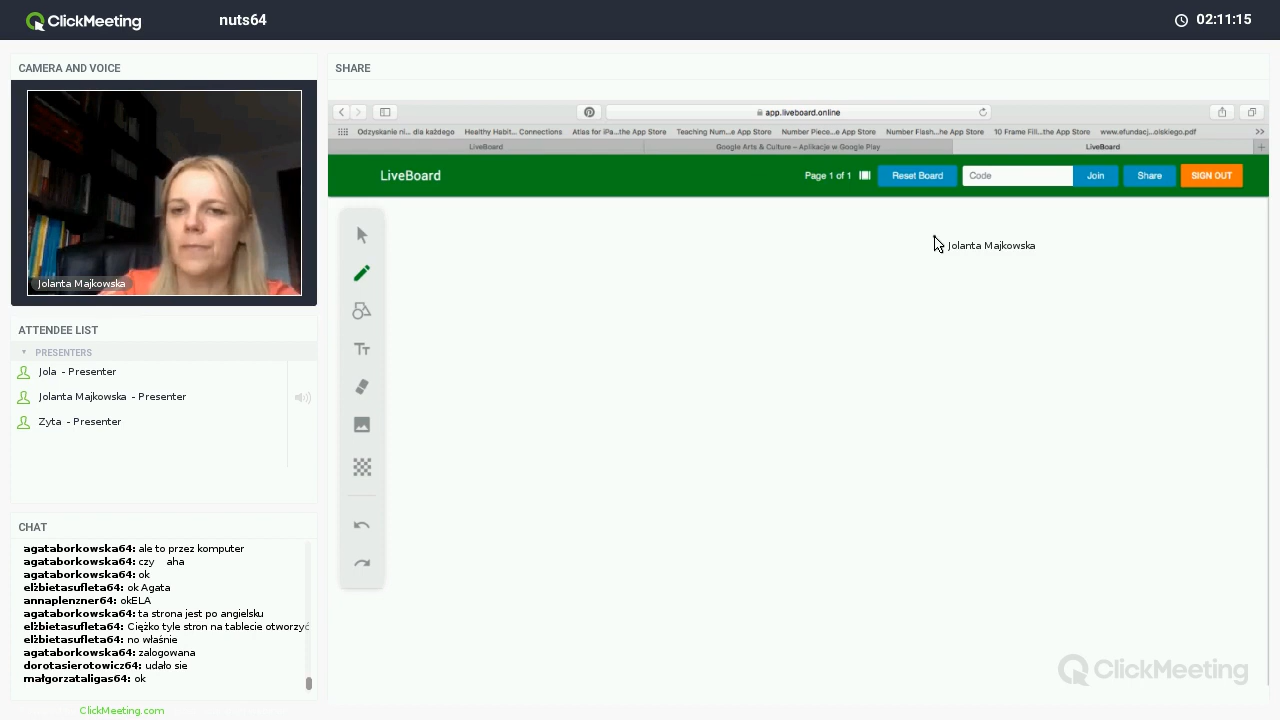 ClickMeeting
nuts64
02:11:15
CAMERA AND VOICE
Jolanta Majkowska
ATTENDEE LIST
PRESENTERS
Jola - Presenter
Jolanta Majkowska - Presenter
Zyta - Presenter
CHAT
agataborkowska64: ale to przez komputer
agataborkowska64: czy aha
agataborkowska64: ok
elżbietasufleta64: ok Agata
annaplenzner64: okELA
agataborkowska64: ta strona jest po angielsku
elżbietasufleta64: Ciężko tyle stron na tablecie otworzyć
elżbietasufleta64: no właśnie
agataborkowska64: zalogowana
dorotasierotowicz64: udało sie
małgorzataligas64: ok
ClickMeeting.com
SHARE
app.liveboard.online
Odzyskanie ni... dla każdego Healthy Habit... Connections Atlas for iPa...the App Store Teaching Num...e App Store Number Piece...e App Store Number Flash...he App Store 10 Frame Fill...the App Store www.efundacj...olskiego.pdf >>
LiveBoard Google Arts & Culture – Aplikacje w Google Play LiveBoard
LiveBoard Page 1 of 1 Reset Board Code Join Share SIGN OUT
Jolanta Majkowska
Tт
ClickMeeting